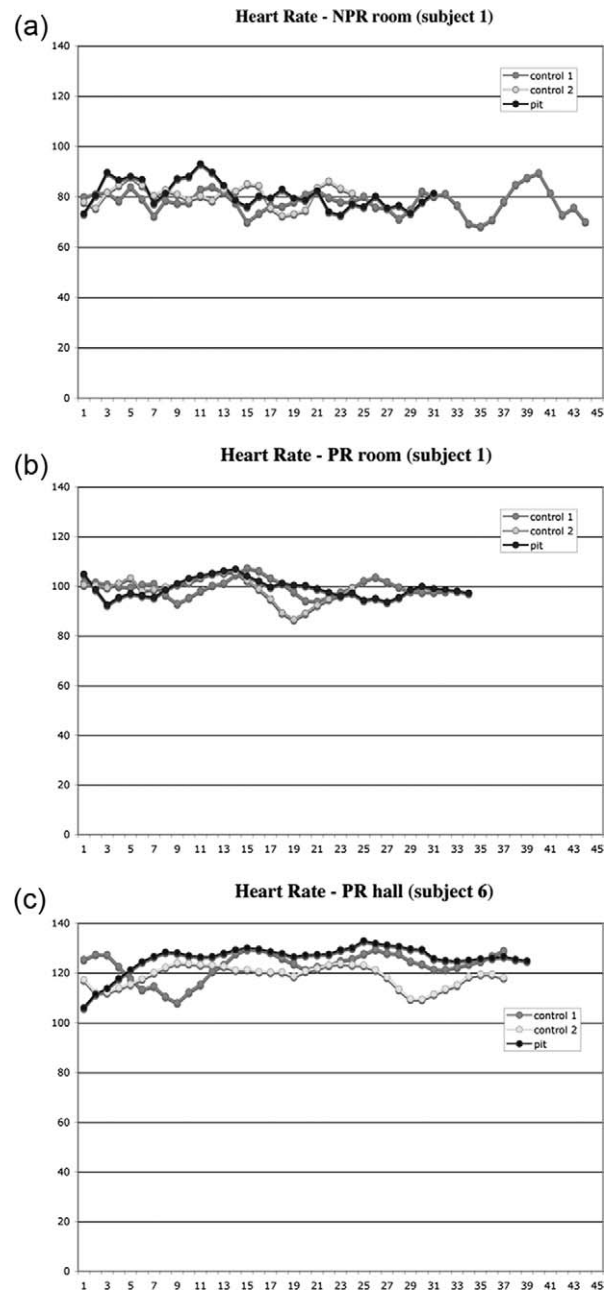 (a)
Heart Rate - NPR room (subject 1)
140
120
100
80
60
40
20
0
control 1
control 2
pit
1 3 5 7 9 11 13 15 17 19 21 23 25 27 29 31 33 35 37 39 41 43 45
(b)
Heart Rate - PR room (subject 1)
140
120
100
80
60
40
20
0
control 1
control 2
pit
1 3 5 7 9 11 13 15 17 19 21 23 25 27 29 31 33 35 37 39 41 43 45
(c)
Heart Rate - PR hall (subject 6)
140
120
100
80
60
40
20
0
control 1
control 2
pit
1 3 5 7 9 11 13 15 17 19 21 23 25 27 29 31 33 35 37 39 41 43 45